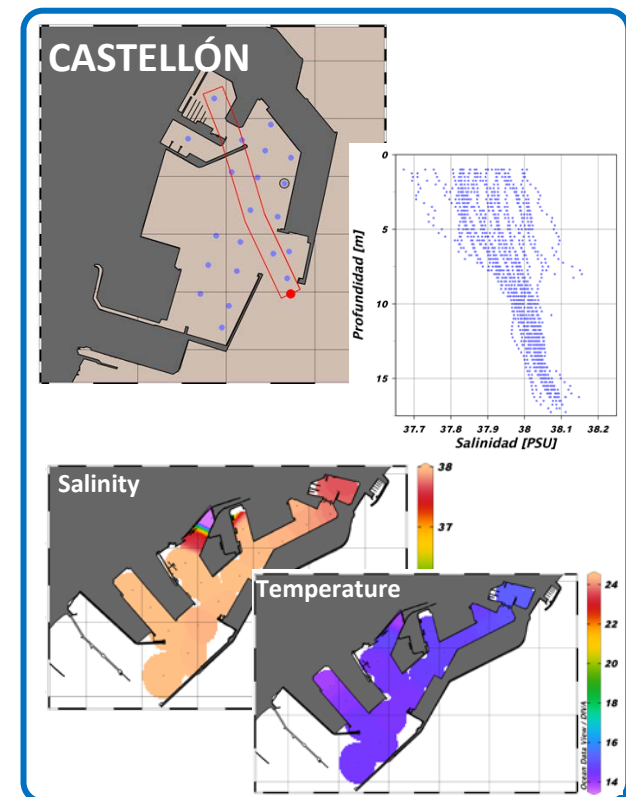 CASTELLÓN
0
5
10
15
Profundidad [m]
37.7 37.8 37.9 38 38.1 38.2
Salinidad [PSU]
Salinity
38
37
Temperature
24
22
20
18
16
14
Ocean Data View / DIVA